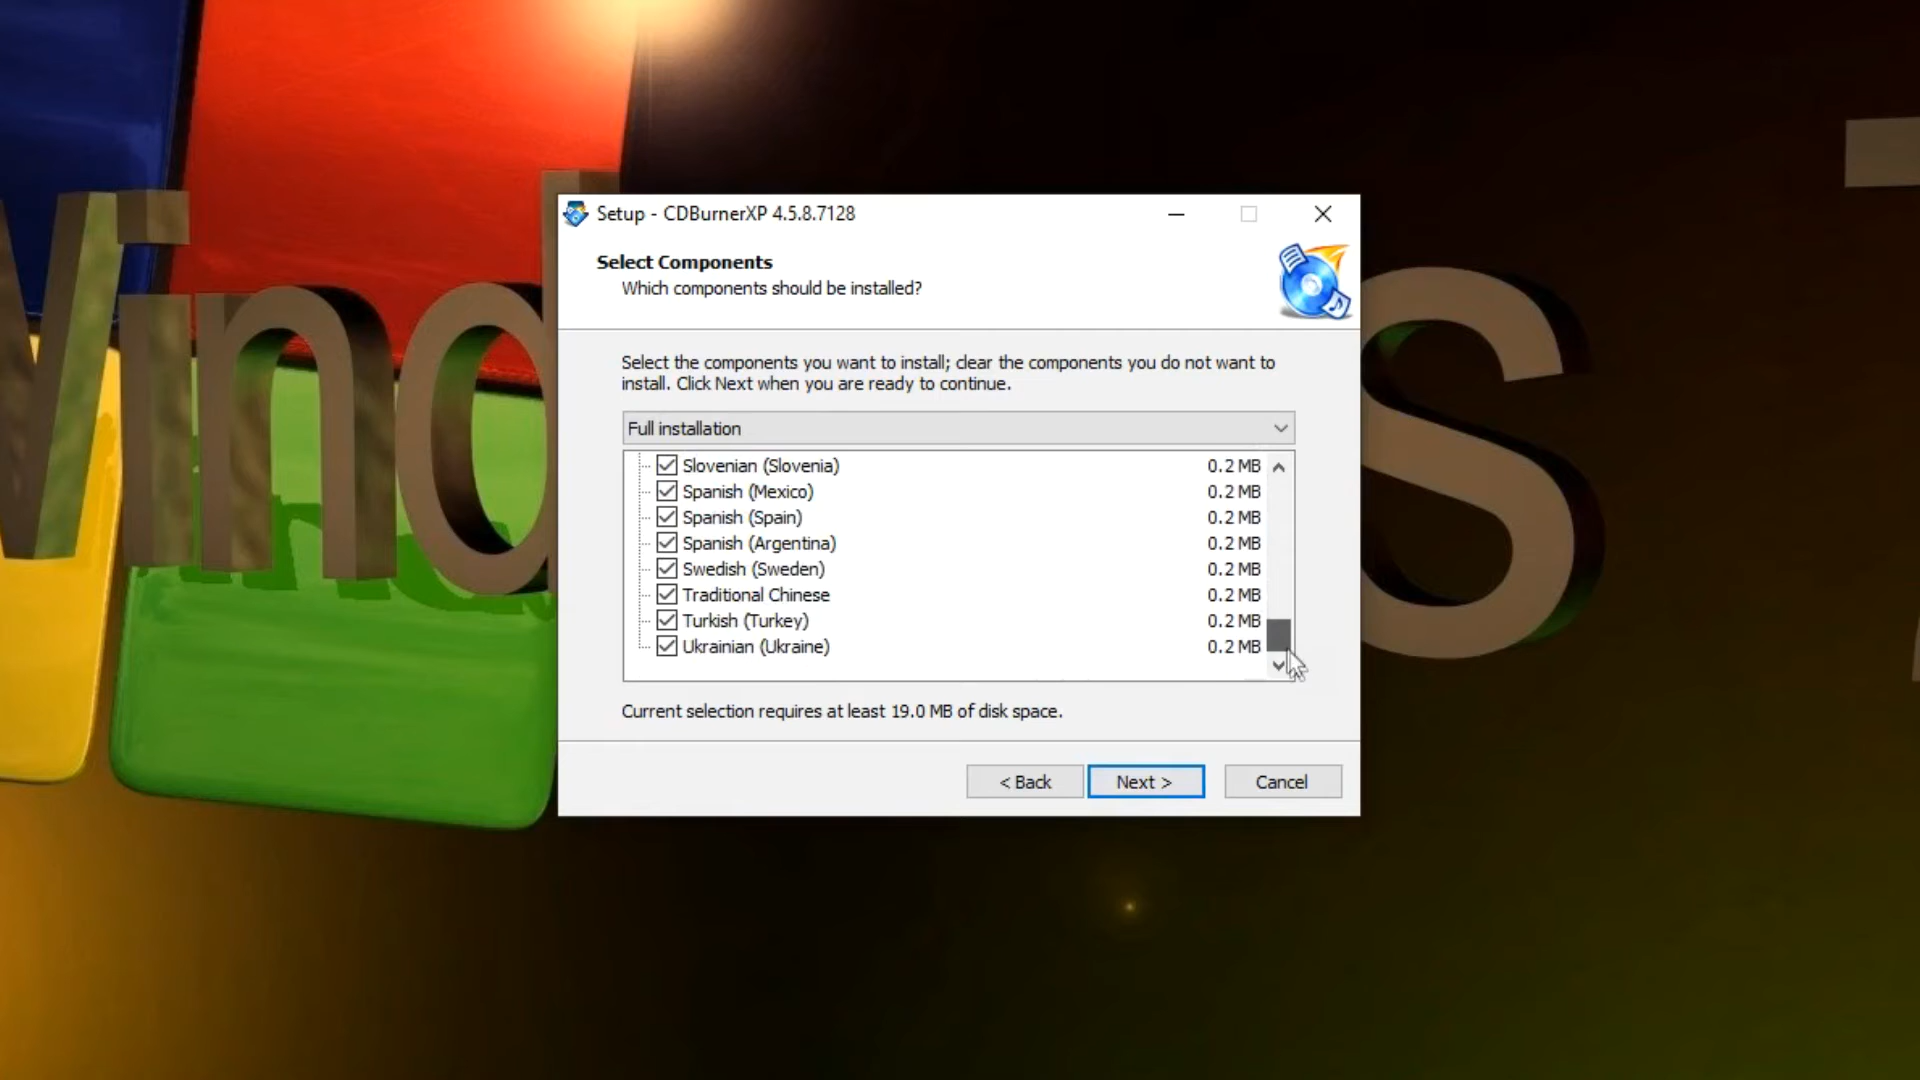 Setup - CDBurnerXP 4.5.8.7128
Select Components
Which components should be installed?
Select the components you want to install; clear the components you do not want to
install. Click Next when you are ready to continue.
Full installation
Slovenian (Slovenia) 0.2 MB
Spanish (Mexico) 0.2 MB
Spanish (Spain) 0.2 MB
Spanish (Argentina) 0.2 MB
Swedish (Sweden) 0.2 MB
Traditional Chinese 0.2 MB
Turkish (Turkey) 0.2 MB
Ukrainian (Ukraine) 0.2 MB
Current selection requires at least 19.0 MB of disk space.
< Back Next > Cancel